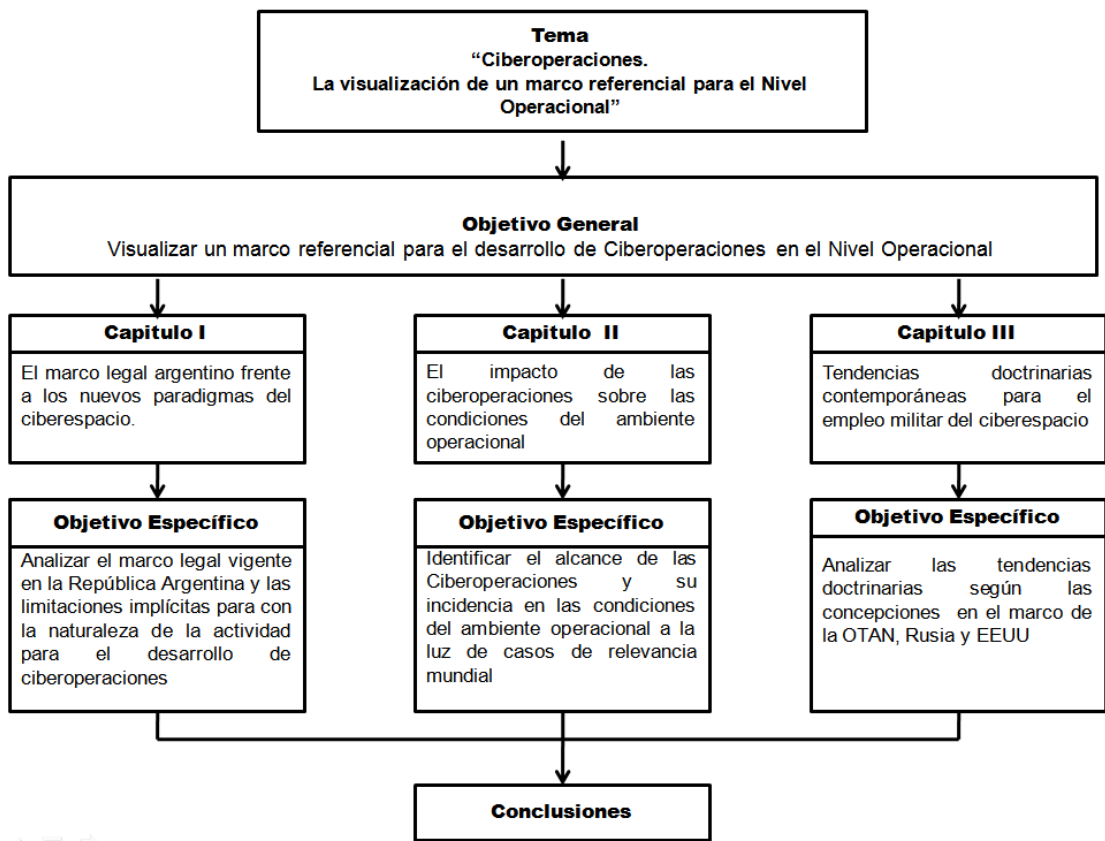 Tema
“Ciberoperaciones.
La visualización de un marco referencial para el Nivel
Operacional”
Objetivo General
Visualizar un marco referencial para el desarrollo de Ciberoperaciones en el Nivel Operacional
Capitulo I
El marco legal argentino frente
a los nuevos paradigmas del
ciberespacio.
Capitulo II
El impacto de las
ciberoperaciones sobre las
condiciones del ambiente
operacional
Capitulo III
Tendencias doctrinarias
contemporáneas para el
empleo militar del ciberespacio
Objetivo Específico
Analizar el marco legal vigente
en la República Argentina y las
limitaciones implícitas para con
la naturaleza de la actividad
para el desarrollo de
ciberoperaciones
Objetivo Específico
Identificar el alcance de las
Ciberoperaciones y su
incidencia en las condiciones
del ambiente operacional a la
luz de casos de relevancia
mundial
Objetivo Específico
Analizar las tendencias
doctrinarias según las
concepciones en el marco de
la OTAN, Rusia y EEUU
Conclusiones